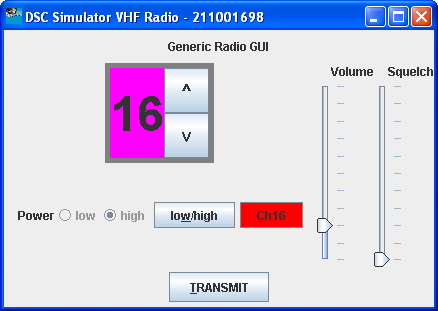 DSC Simulator VHF Radio - 211001698
Generic Radio GUI
Volume Squelch
16
^
v
Power low high low/high Ch16
TRANSMIT